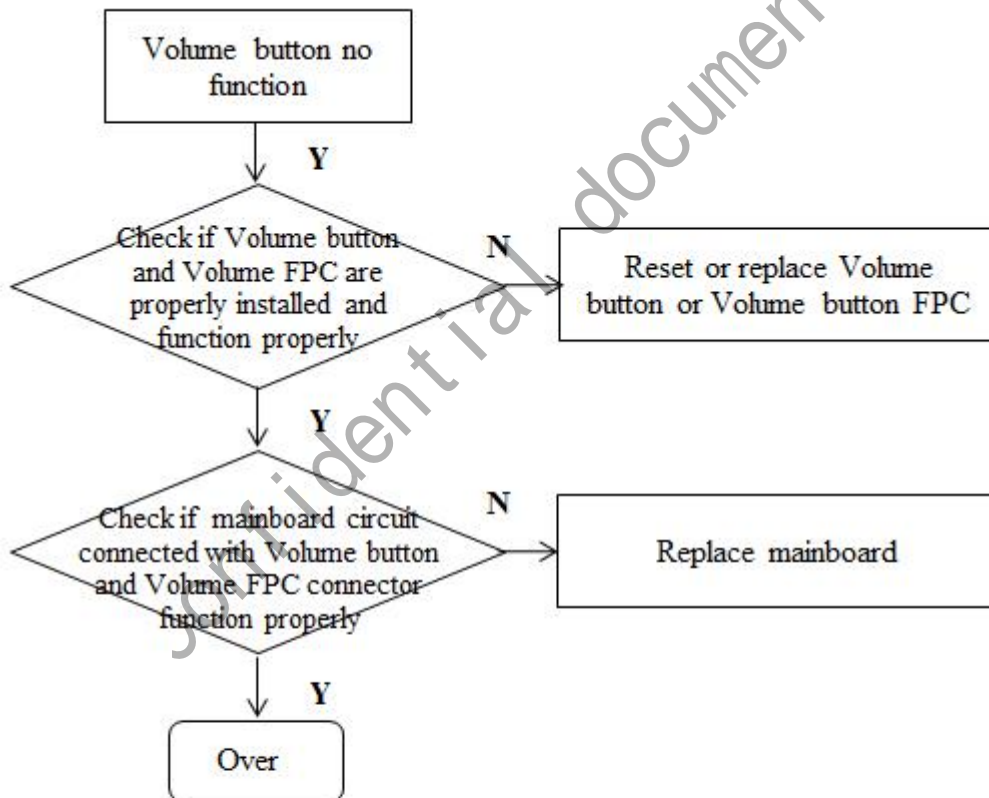 Volume button no
function
Y
Check if Volume button
and Volume FPC are
properly installed and
function properly
N
Reset or replace Volume
button or Volume button FPC
Y
Check if mainboard circuit
connected with Volume button
and Volume FPC connector
function properly
N
Replace mainboard
Y
Over
onfidential documen